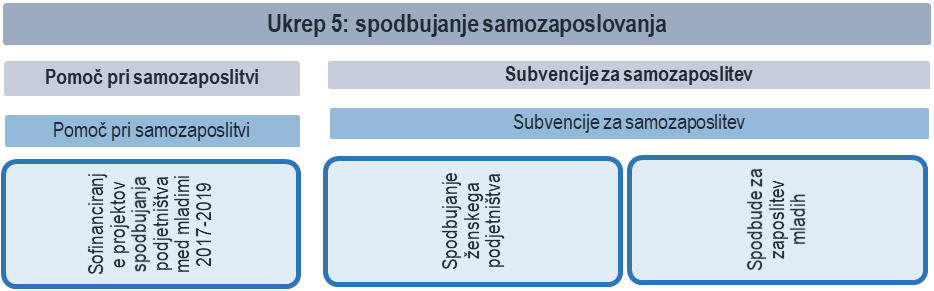 Ukrep 5: spodbujanje samozaposlovanja
Pomoč pri samozaposlitvi
Subvencije za samozaposlitev
Pomoč pri samozaposlitvi
Subvencije za samozaposlitev
Sofinanciranj
e projektov
spodbujanja
podjetništva
med mladimi
2017-2019
Spodbujanje
ženskega
podjetništva
Spodbude za
zaposlitev
mladih